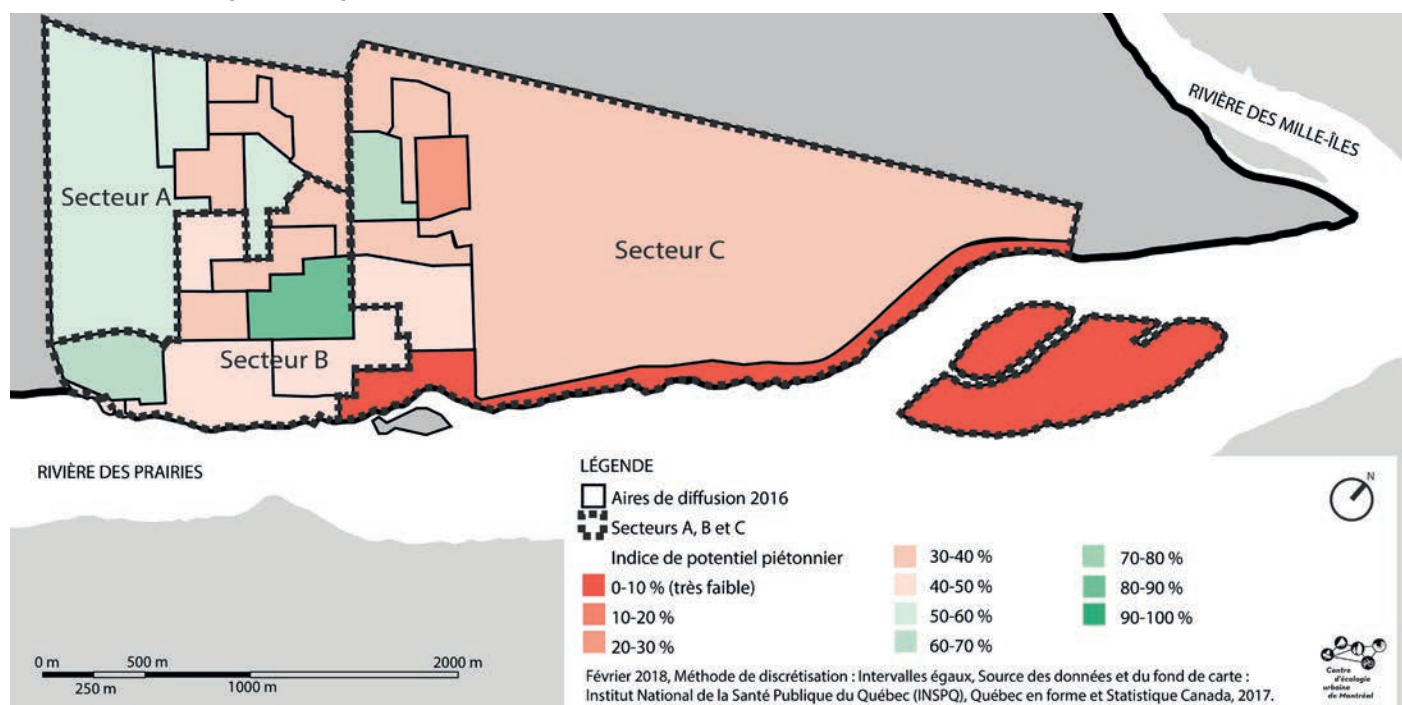 RIVIÈRE DES MILLE-ÎLES
Secteur A
Secteur C
Secteur B
RIVIÈRE DES PRAIRIES
LÉGENDE
Aires de diffusion 2016
Secteurs A, B et C
Indice de potentiel piétonnier
0-10 % (très faible)
10-20 %
20-30 %
30-40 %
40-50 %
50-60 %
60-70 %
70-80 %
80-90 %
90-100 %
N
0 m 500 m 2000 m
250 m 1000 m
Février 2018, Méthode de discrétisation : Intervalles égaux, Source des données et du fond de carte :
Institut National de la Santé Publique du Québec (INSPQ), Québec en forme et Statistique Canada, 2017.
Centre
d'écologie
urbaine
de Montréal